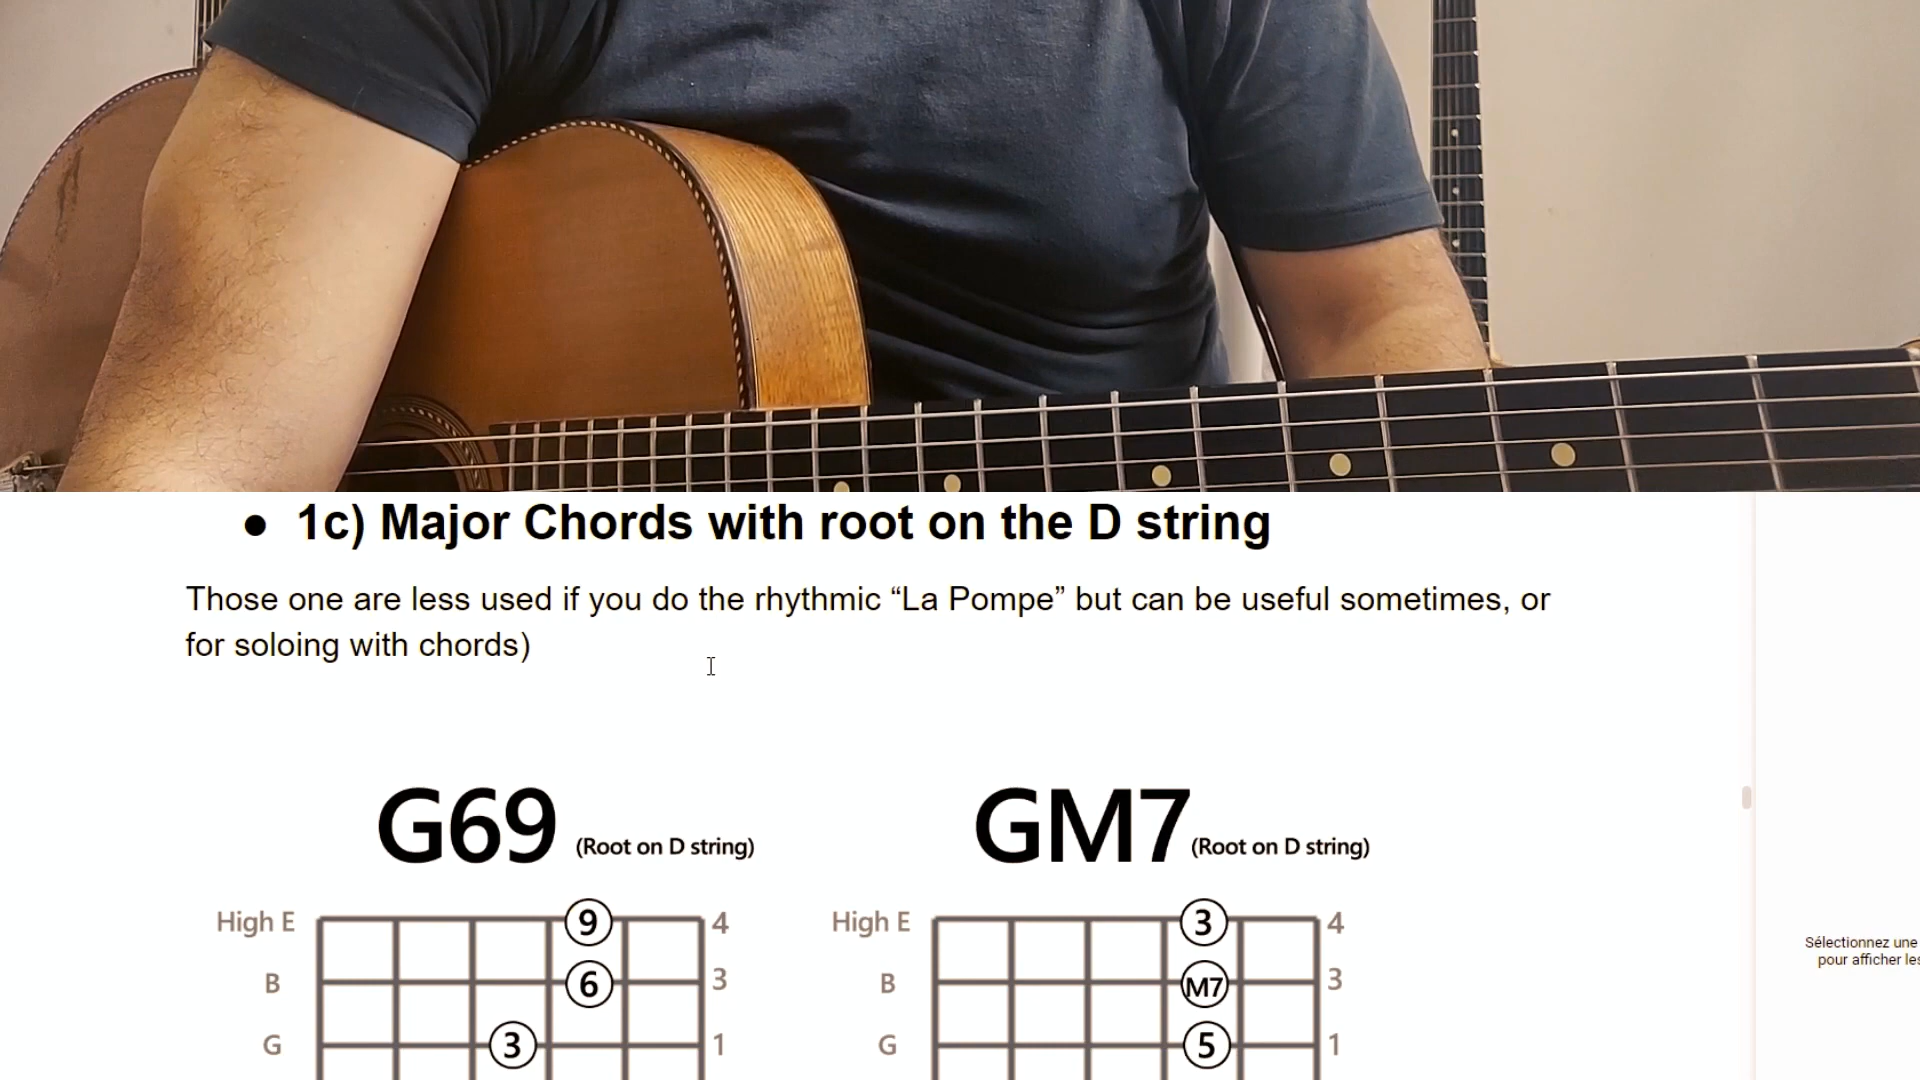 ● 1c) Major Chords with root on the D string
Those one are less used if you do the rhythmic “La Pompe” but can be useful sometimes, or
for soloing with chords)
G69 (Root on D string)
High E 9 4
B 6 3
G 3 1
GM7 (Root on D string)
High E 3 4
B M7 3
G 5 1
Sélectionnez une
pour afficher les